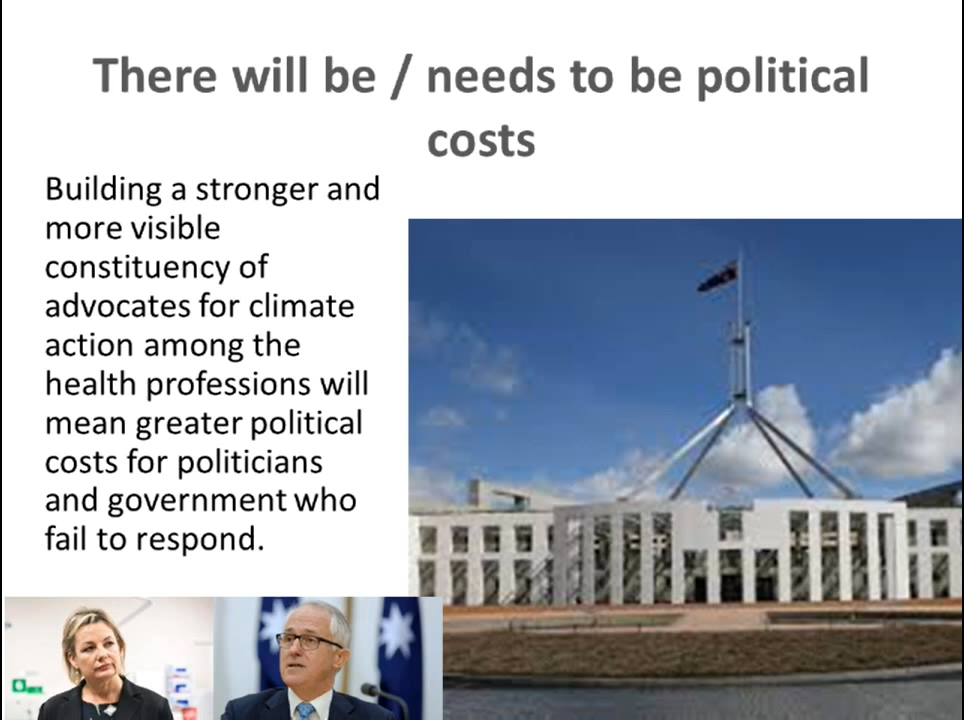 There will be / needs to be political
costs
Building a stronger and
more visible
constituency of
advocates for climate
action among the
health professions will
mean greater political
costs for politicians
and government who
fail to respond.